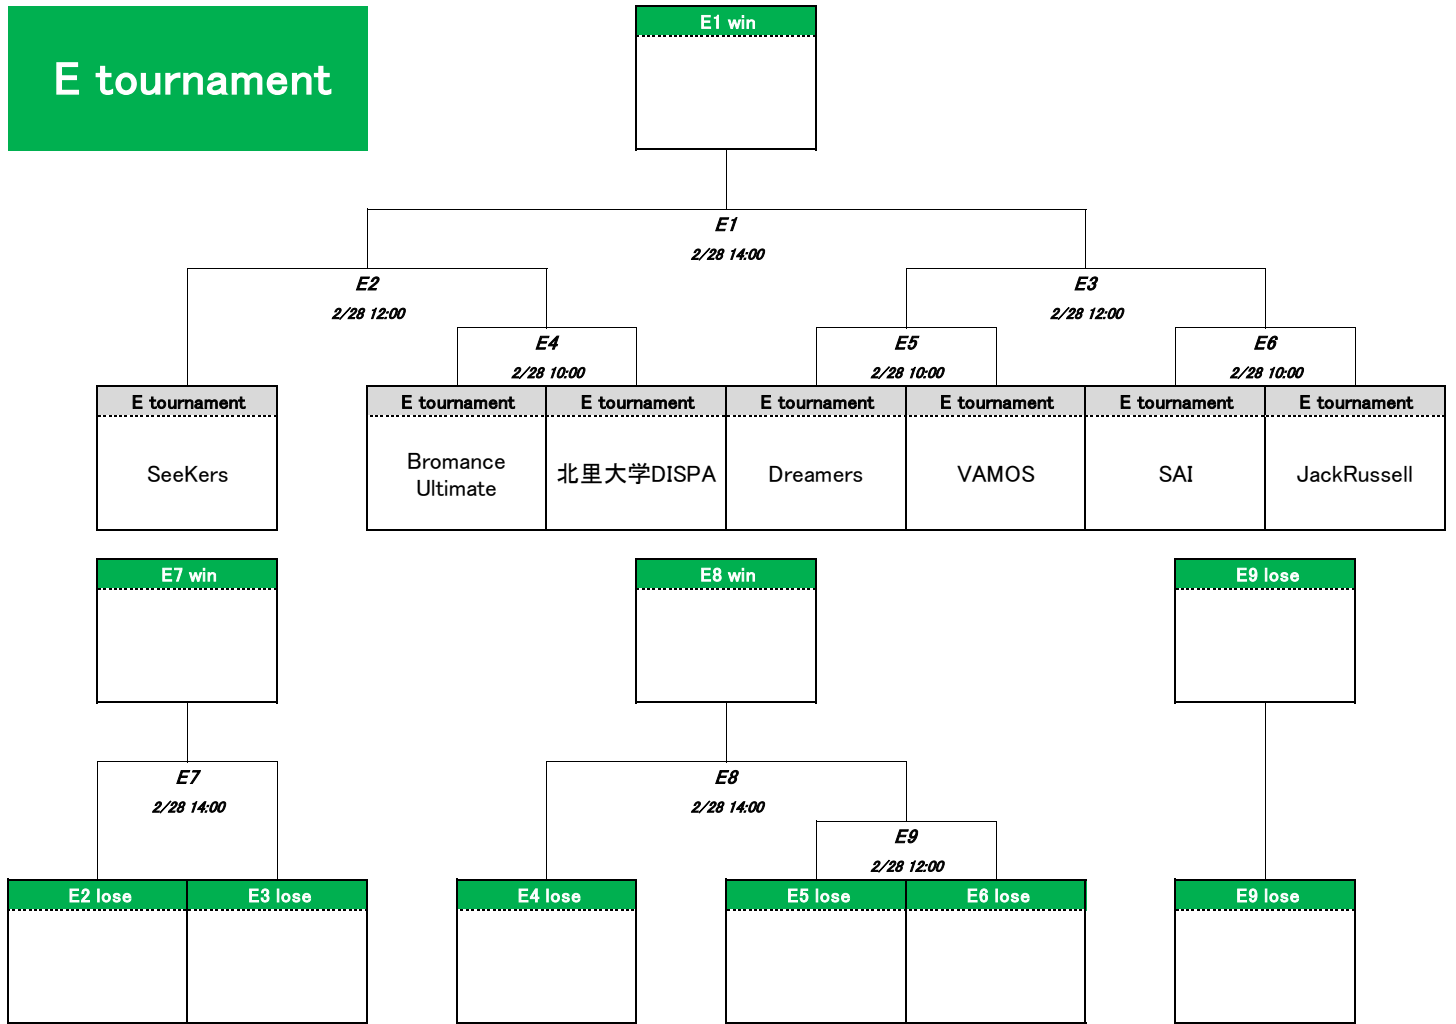 E tournament
E1 win
E1
2/28 14:00
E2
2/28 12:00
E3
2/28 12:00
E4
2/28 10:00
E5
2/28 10:00
E6
2/28 10:00
E tournament
E tournament
E tournament
E tournament
E tournament
E tournament
E tournament
SeeKers
Bromance
Ultimate
北里大学DISPA
Dreamers
VAMOS
SAI
JackRussell
E7 win
E8 win
E9 lose
E7
2/28 14:00
E8
2/28 14:00
E9
2/28 12:00
E2 lose
E3 lose
E4 lose
E5 lose
E6 lose
E9 lose